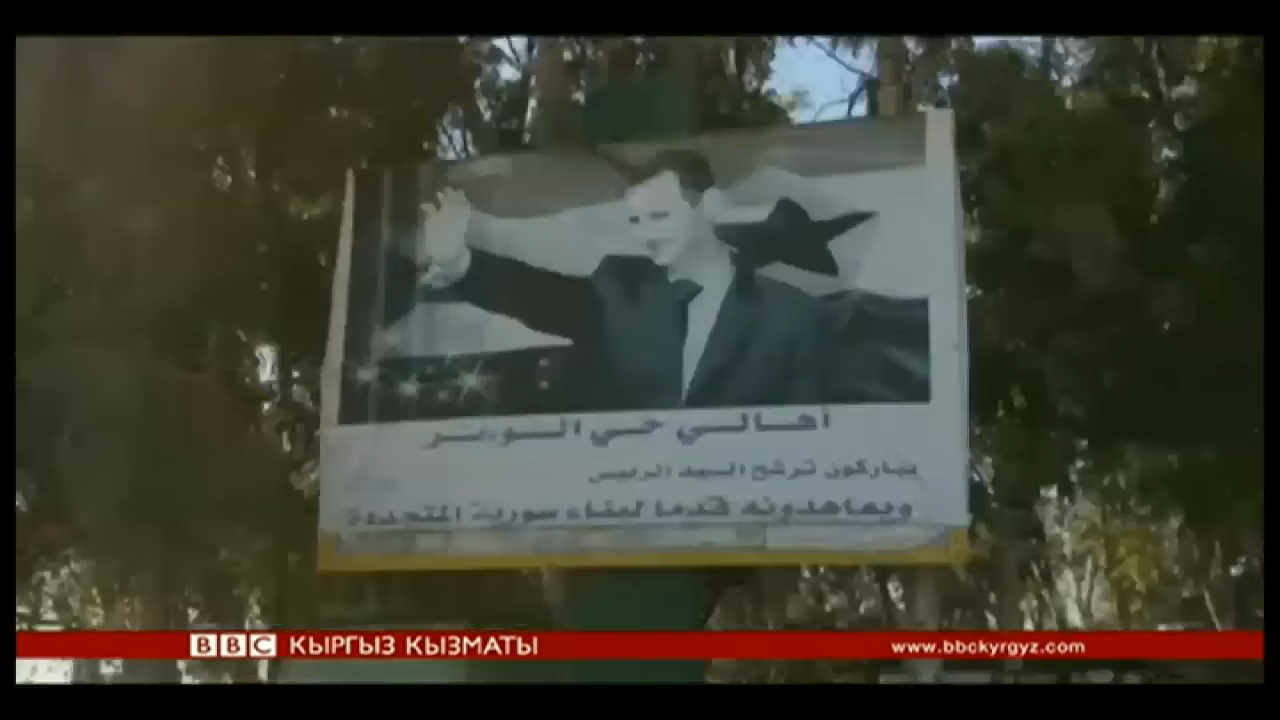 أهالي حي الوعر
يباركون ترشح السيد الرئيس
ويعاهدونه قدما لبناء سورية المتجددة
BBC КЫРГЫЗ КЫЗМАТЫ
www.bbckyrgyz.com